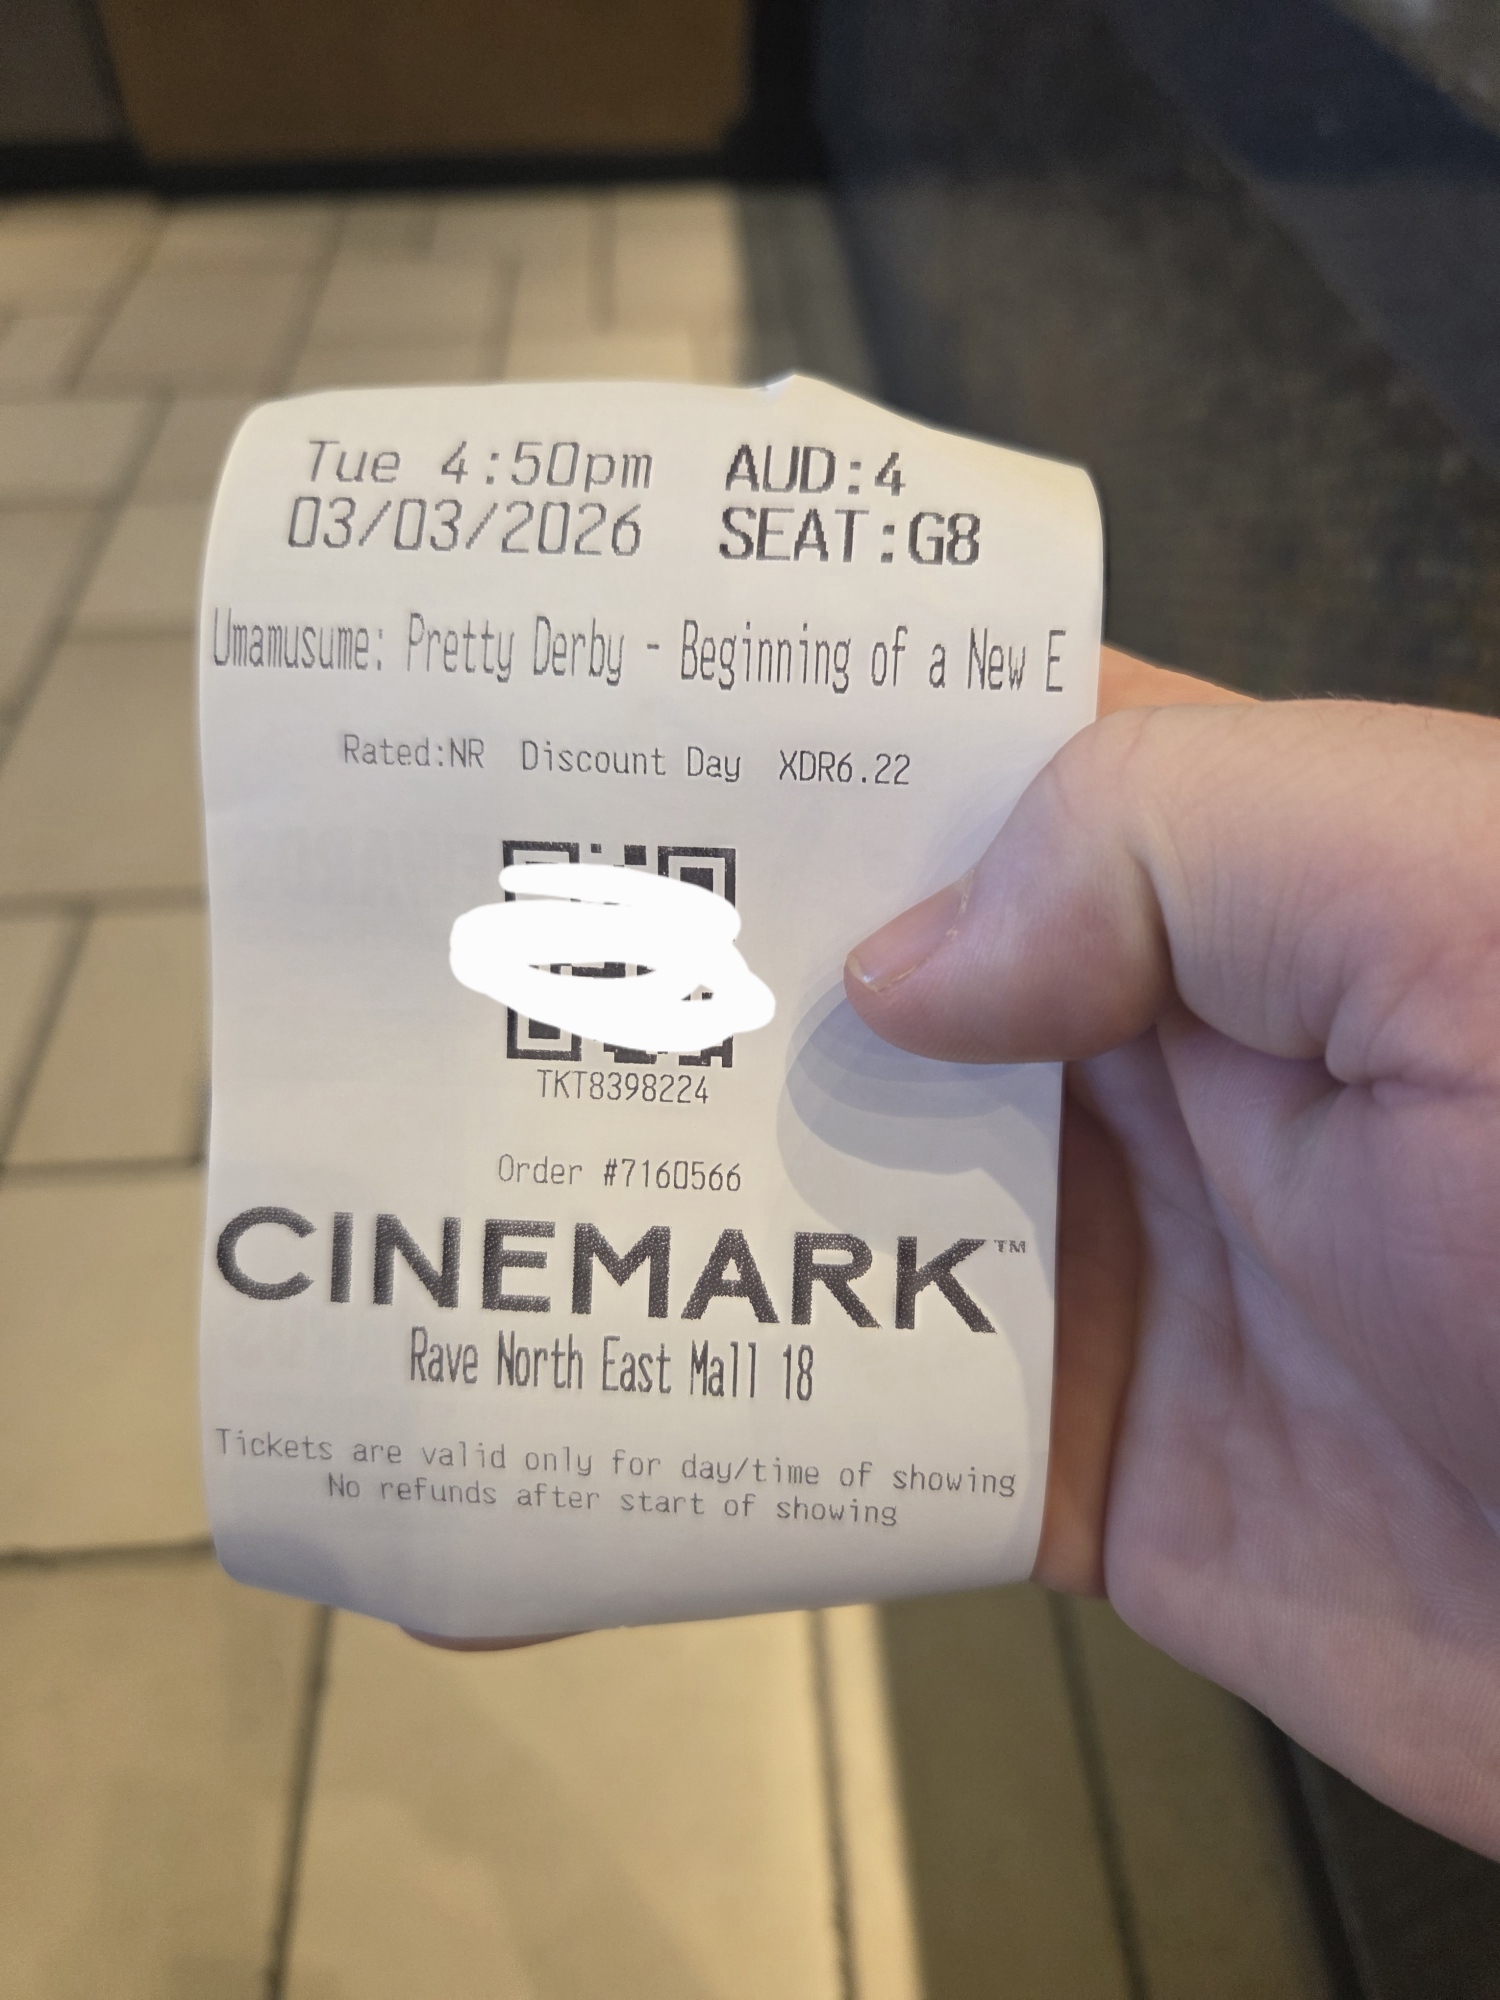 Tue 4:50pm AUD:4
03/03/2026 SEAT:G8
Umamusume: Pretty Derby - Beginning of a New E
Rated:NR Discount Day XDR6.22
TKT8398224
Order #7160566
CINEMARK™
Rave North East Mall 18
Tickets are valid only for day/time of showing
No refunds after start of showing